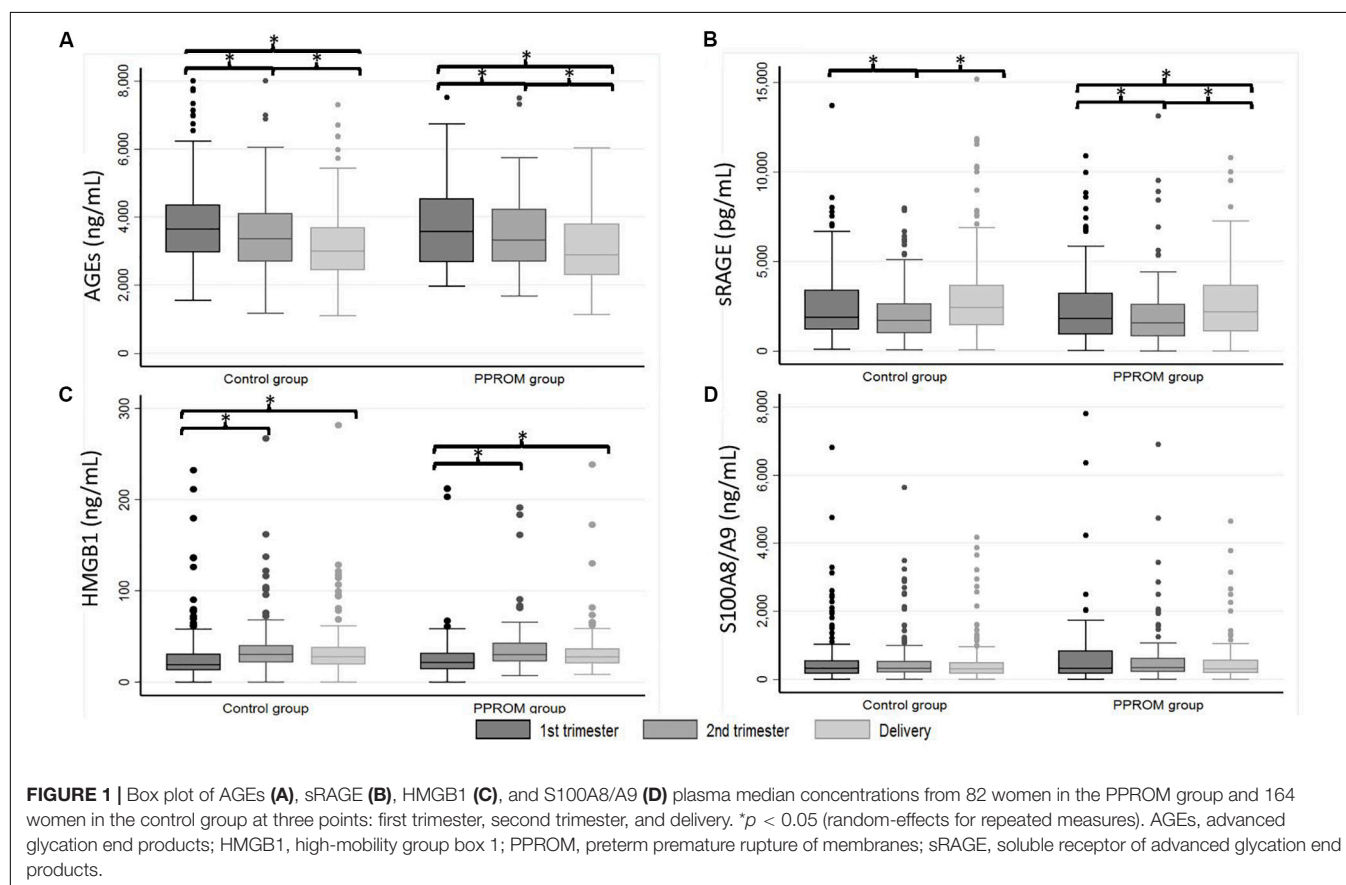 A
*
*
*
*
*
*
AGEs (ng/mL)
8,000
6,000
4,000
2,000
0
Control group
PPROM group
B
*
*
*
*
*
sRAGE (pg/mL)
15,000
10,000
5,000
0
Control group
PPROM group
C
*
*
*
*
HMGB1 (ng/mL)
300
200
100
0
Control group
PPROM group
D
S100A8/A9 (ng/mL)
8,000
6,000
4,000
2,000
0
Control group
PPROM group
1st trimester
2nd trimester
Delivery
FIGURE 1 | Box plot of AGEs (A), sRAGE (B), HMGB1 (C), and S100A8/A9 (D) plasma median concentrations from 82 women in the PPROM group and 164
women in the control group at three points: first trimester, second trimester, and delivery. *p < 0.05 (random-effects for repeated measures). AGEs, advanced
glycation end products; HMGB1, high-mobility group box 1; PPROM, preterm premature rupture of membranes; sRAGE, soluble receptor of advanced glycation end
products.